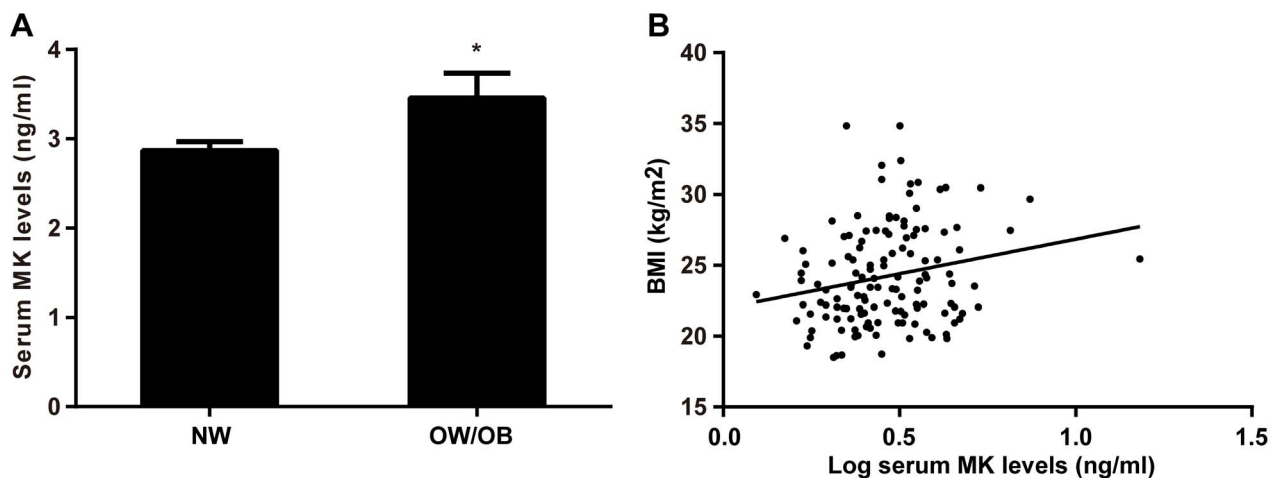 A
Serum MK levels (ng/ml)
4
3
2
1
0
*
NW
OW/OB
B
BMI (kg/m2)
40
35
30
25
20
15
0.0
0.5
1.0
1.5
Log serum MK levels (ng/ml)